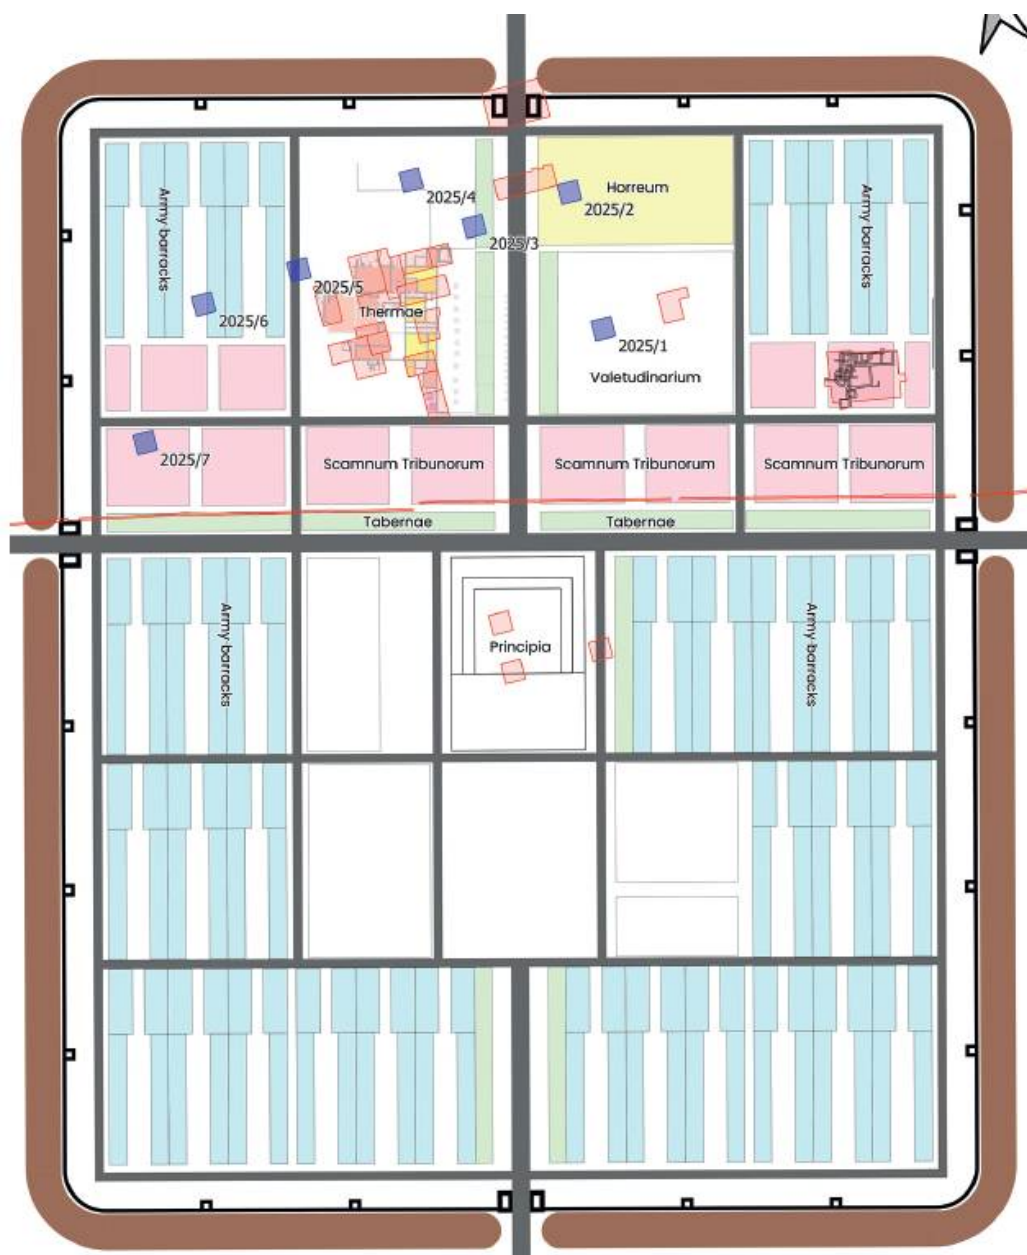 2025/4
Horreum
2025/2
Army barracks
Army barracks
2025/3
2025/5
Thermae
2025/6
2025/1
Valetudinarium
2025/7
Scamnum Tribunorum
Scamnum Tribunorum
Scamnum Tribunorum
Tabernae
Tabernae
Army barracks
Principia
Army barracks